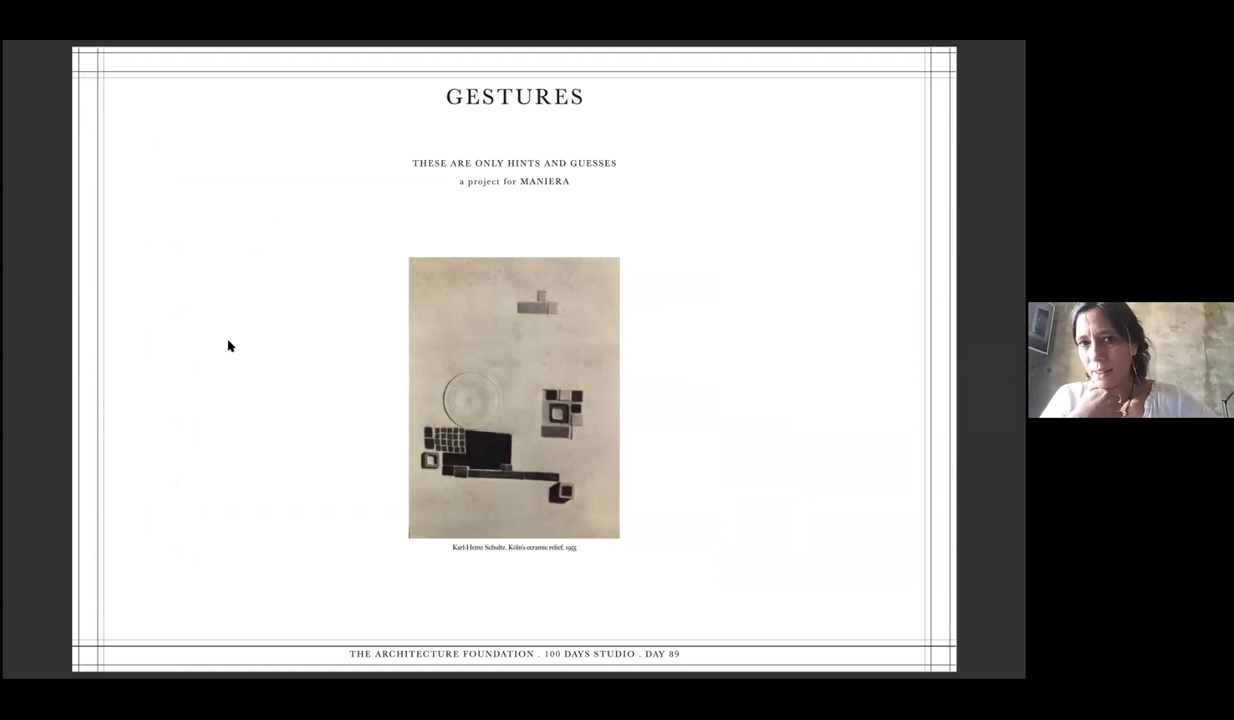 GESTURES
THESE ARE ONLY HINTS AND GUESSES
a project for MANIERA
Karl-Heinz Schultz, Köln's ceramic relief, 1955
THE ARCHITECTURE FOUNDATION . 100 DAYS STUDIO . DAY 89